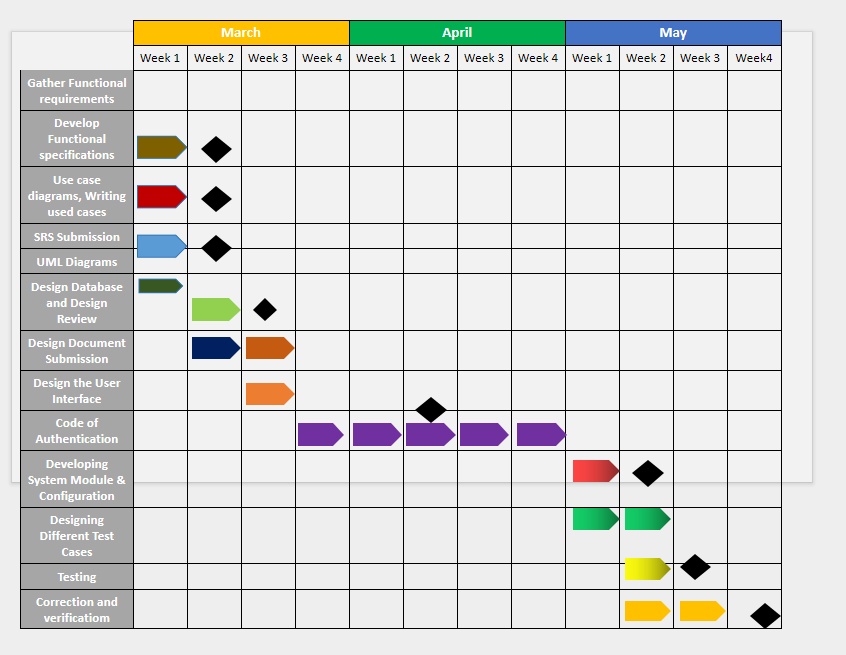 March April May
Week 1 Week 2 Week 3 Week 4 Week 1 Week 2 Week 3 Week 4 Week 1 Week 2 Week 3 Week4
Gather Functional
requirements
Develop
Functional
specifications
Use case
diagrams, Writing
used cases
SRS Submission
UML Diagrams
Design Database
and Design
Review
Design Document
Submission
Design the User
Interface
Code of
Authentication
Developing
System Module &
Configuration
Designing
Different Test
Cases
Testing
Correction and
verificatiom